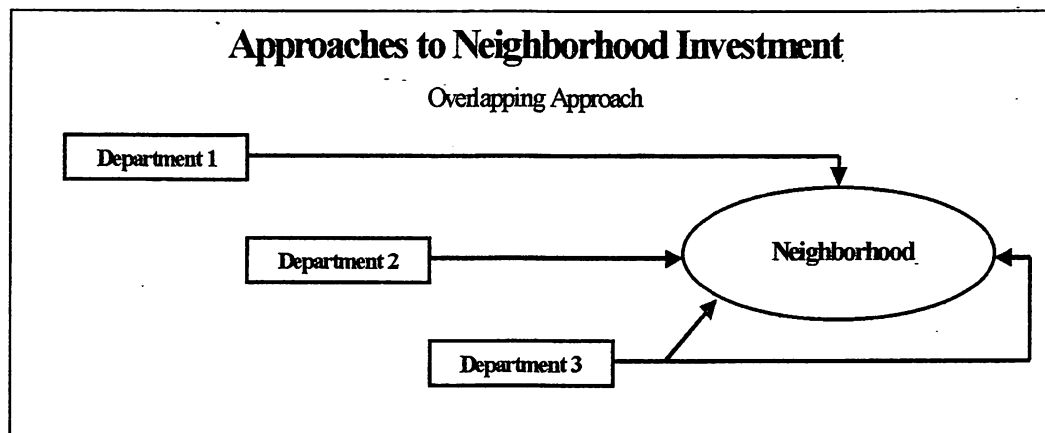 Approaches to Neighborhood Investment
Overlapping Approach
Department 1
Neighborhood
Department 2
Department 3